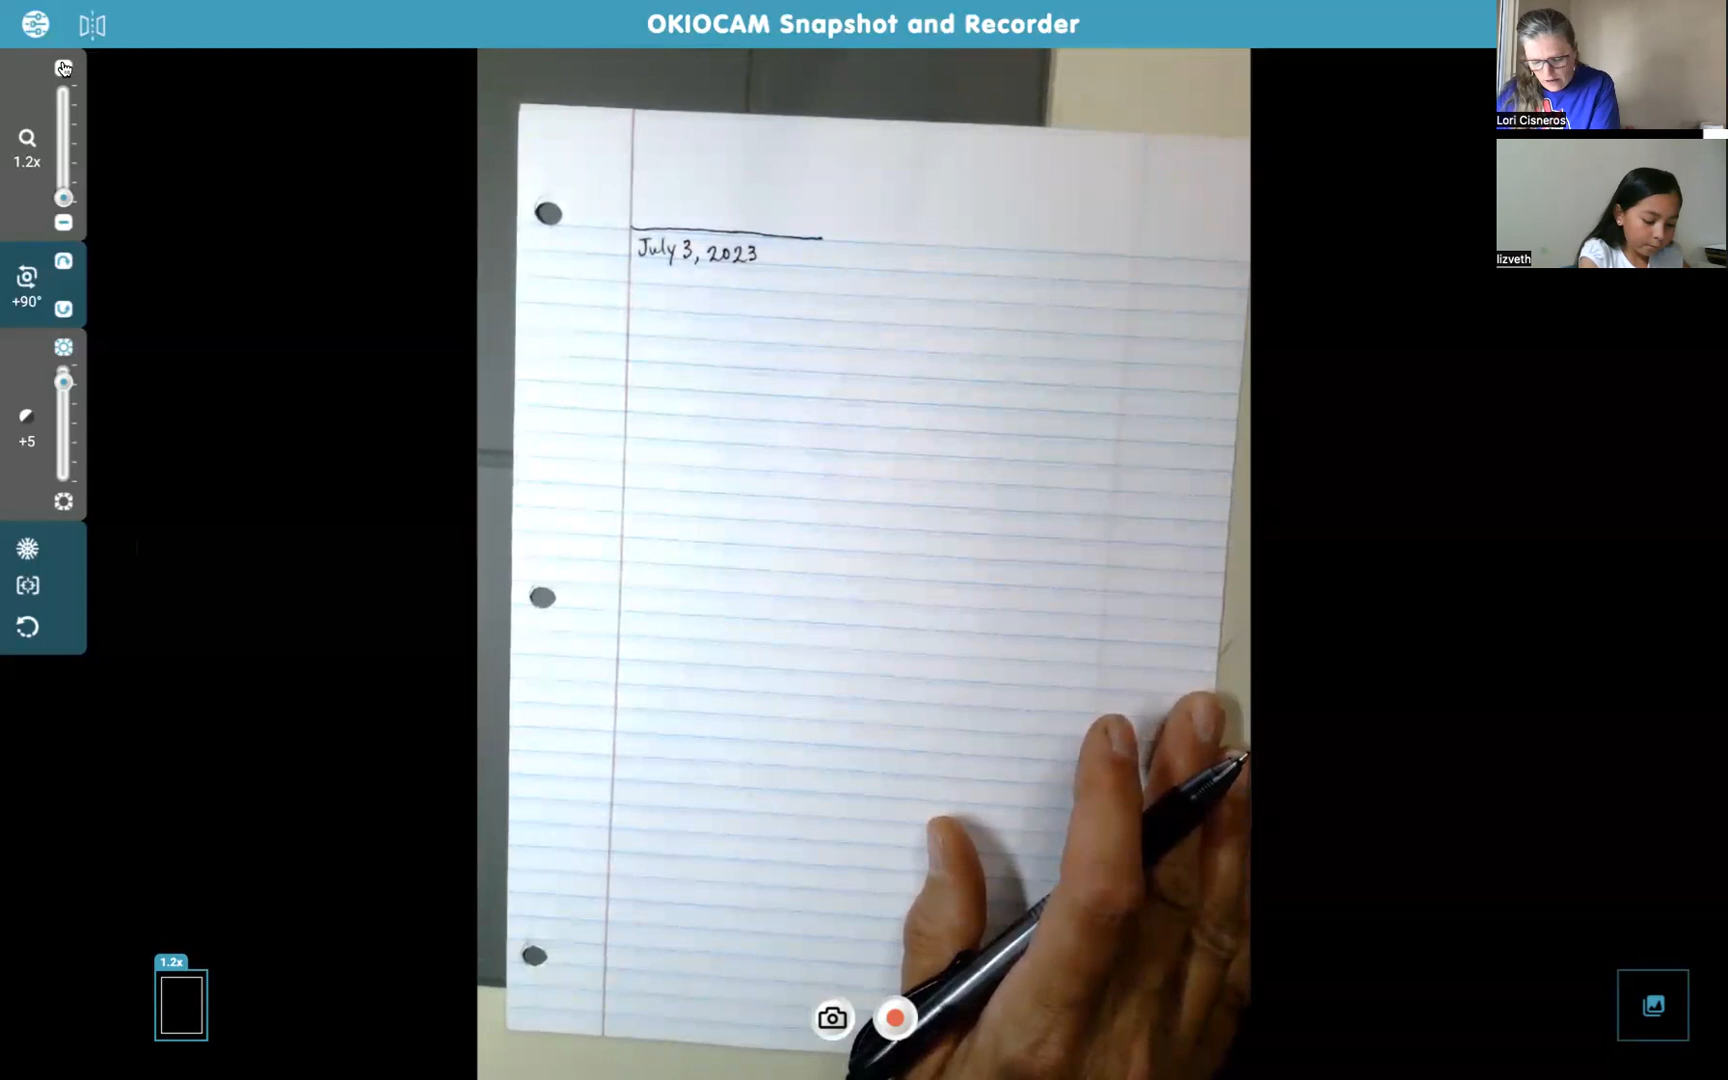 OKIOCAM Snapshot and Recorder
1.2x
+90°
+5
1.2x
July 3, 2023
Lori Cisneros
lizveth